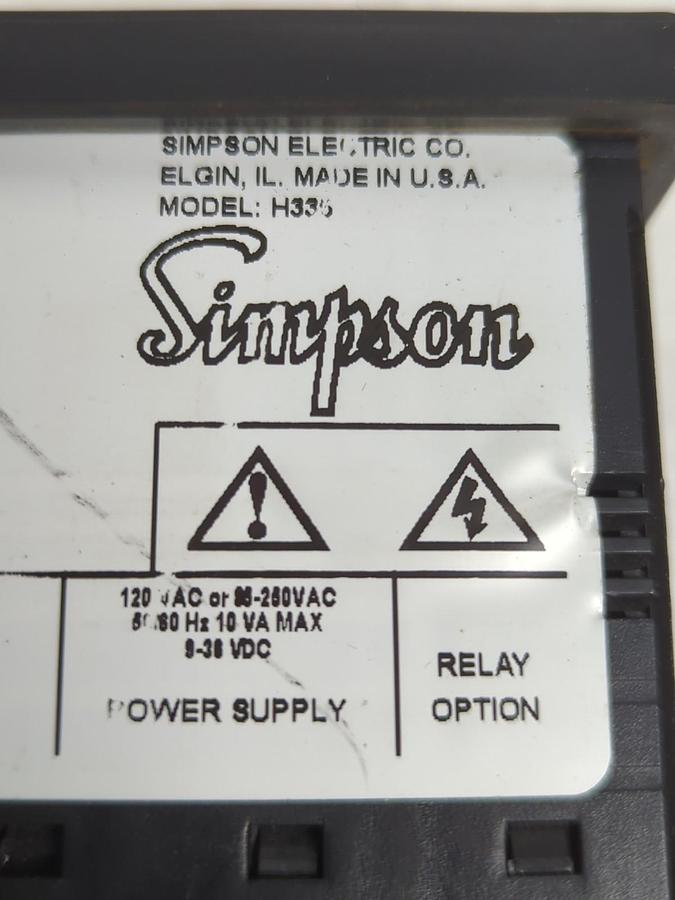 SIMPSON ELECTRIC CO.
ELGIN, IL. MADE IN U.S.A.
MODEL: H335
Simpson
120 VAC or 85-250VAC
50/60 Hz 10 VA MAX
9-36 VDC
POWER SUPPLY
RELAY
OPTION